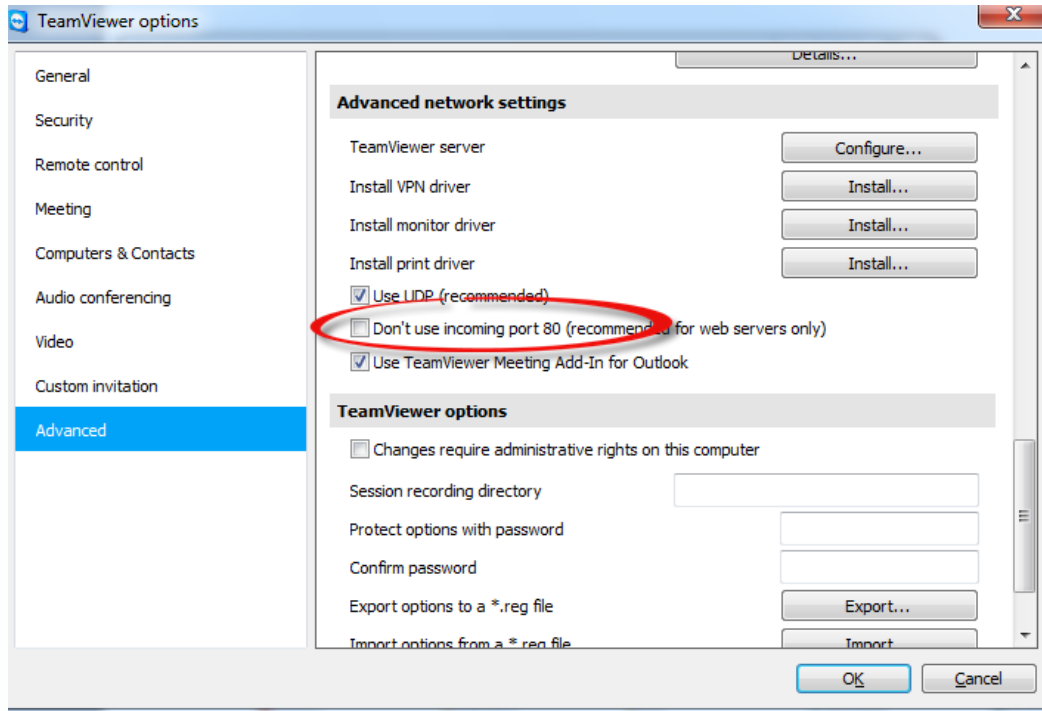 TeamViewer options
General
Security
Remote control
Meeting
Computers & Contacts
Audio conferencing
Video
Custom invitation
Advanced
Details...
Advanced network settings
TeamViewer server Configure...
Install VPN driver Install...
Install monitor driver Install...
Install print driver Install...
Use UDP (recommended)
Don't use incoming port 80 (recommended for web servers only)
Use TeamViewer Meeting Add-In for Outlook
TeamViewer options
Changes require administrative rights on this computer
Session recording directory
Protect options with password
Confirm password
Export options to a *.reg file Export...
Import options from a *.reg file Import
OK Cancel